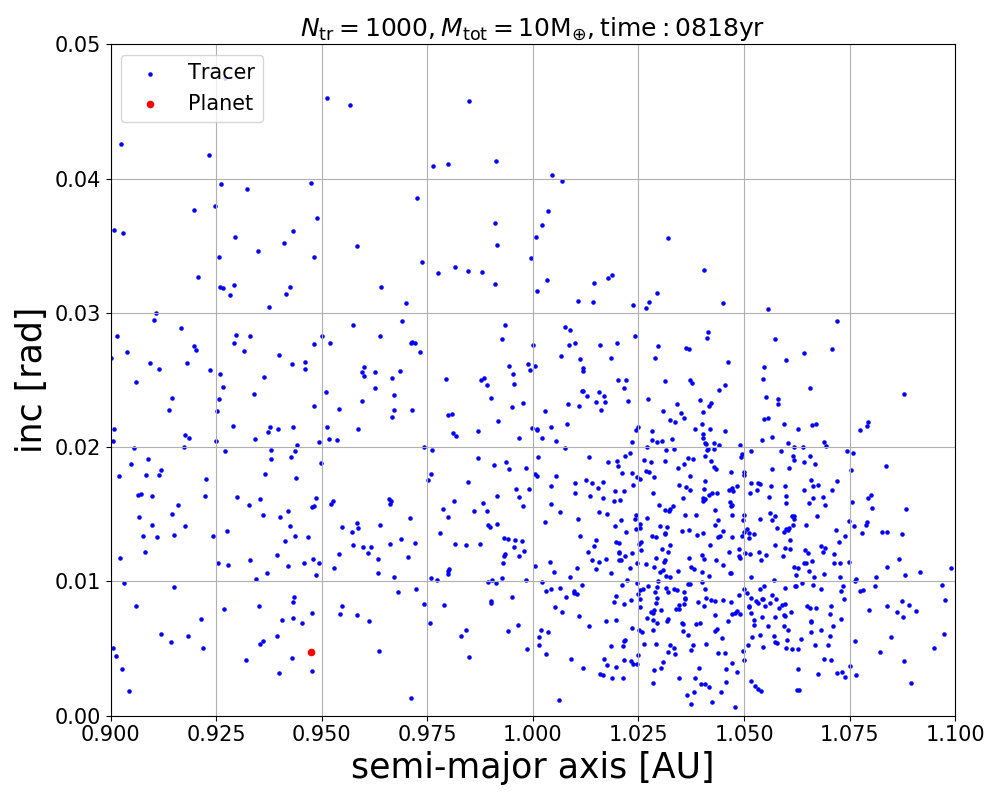 N_tr = 1000, M_tot = 10M_⊕, time : 0818yr
Tracer
Planet
inc [rad]
0.05
0.04
0.03
0.02
0.01
0.00
0.900 0.925 0.950 0.975 1.000 1.025 1.050 1.075 1.100
semi-major axis [AU]